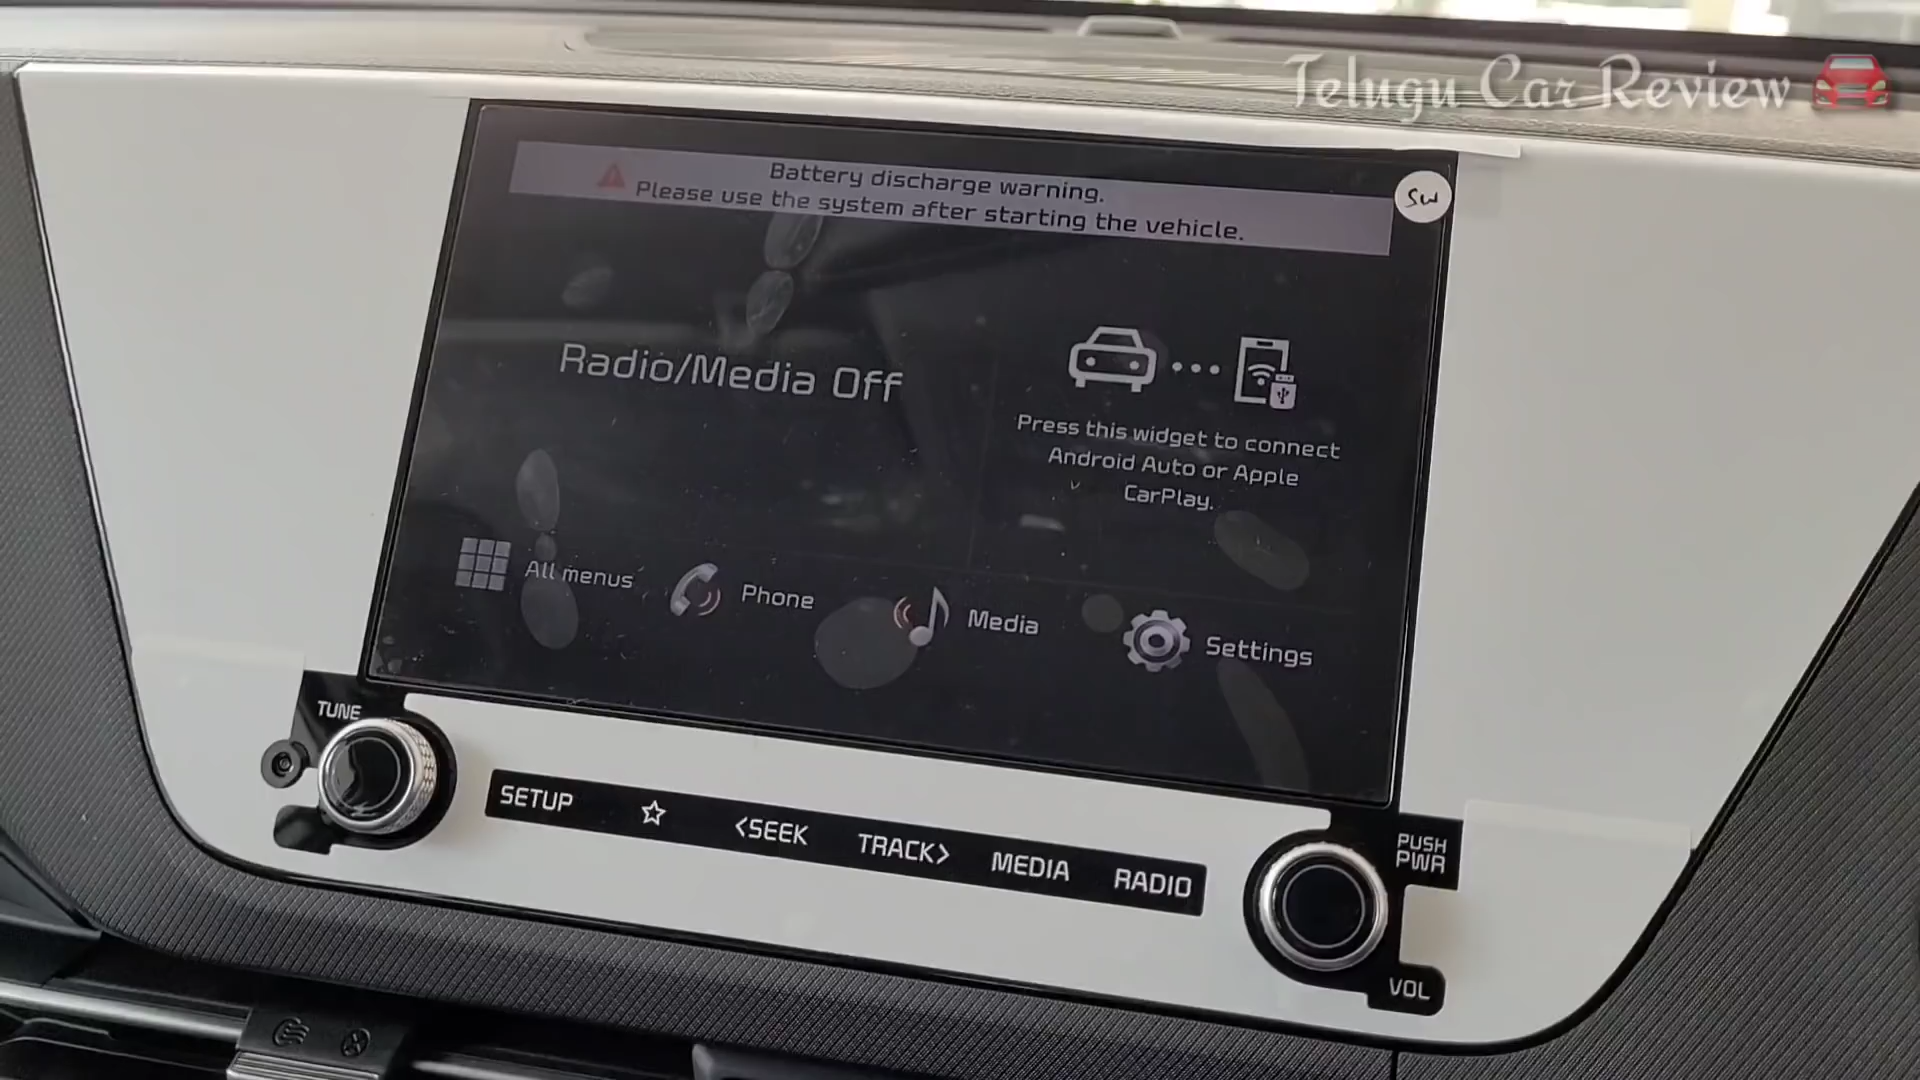 Telugu Car Review
Battery discharge warning.
Please use the system after starting the vehicle.
SW
Radio/Media Off
Press this widget to connect
Android Auto or Apple
CarPlay.
All menus
Phone
Media
Settings
TUNE
SETUP
<SEEK
TRACK>
MEDIA
RADIO
PUSH
PWR
VOL